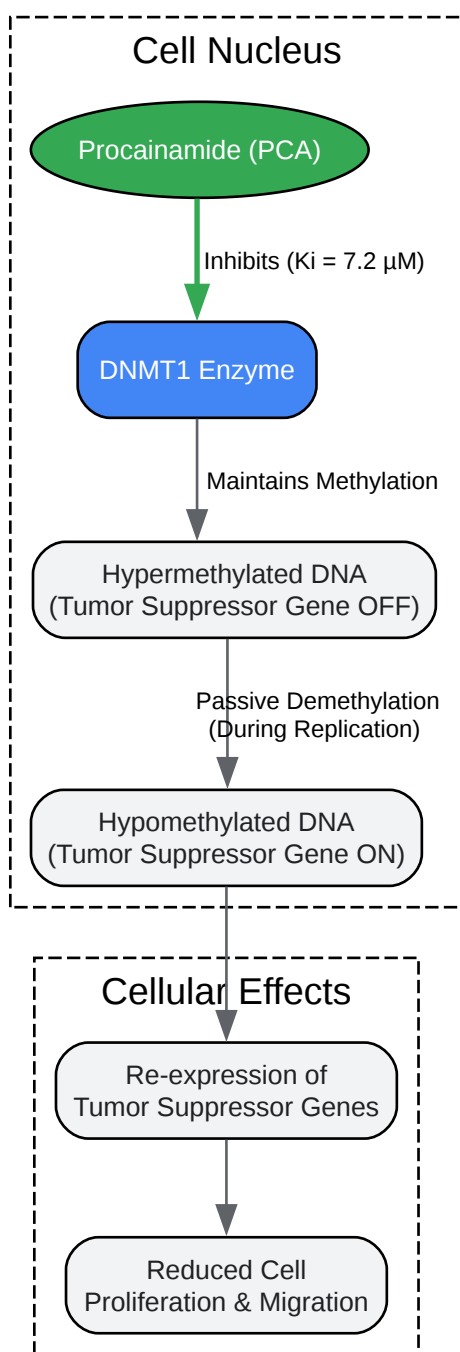 Cell Nucleus
Procainamide (PCA)
Inhibits (Ki = 7.2 µM)
DNMT1 Enzyme
Maintains Methylation
Hypermethylated DNA
(Tumor Suppressor Gene OFF)
Passive Demethylation
(During Replication)
Hypomethylated DNA
(Tumor Suppressor Gene ON)
Cellular Effects
Re-expression of
Tumor Suppressor Genes
Reduced Cell
Proliferation & Migration